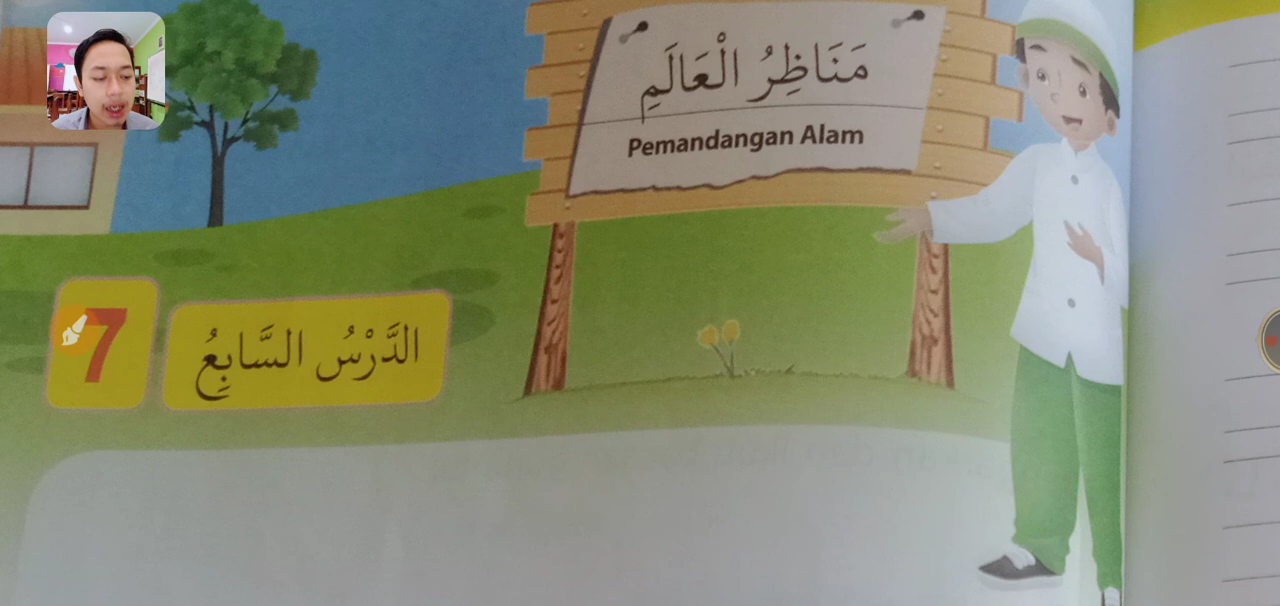 مَنَاظِرُ الْعَالَمِ
Pemandangan Alam
7
الدَّرْسُ السَّابِعُ